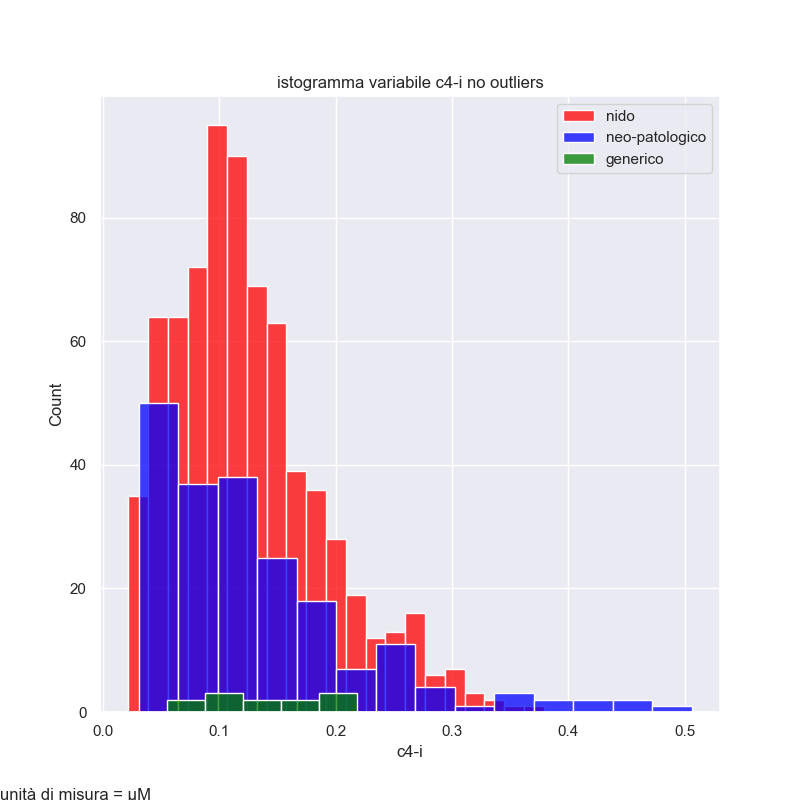 istogramma variabile c4-i no outliers
nido
neo-patologico
generico
Count
80
60
40
20
0
0.0 0.1 0.2 0.3 0.4 0.5
c4-i
unità di misura = µM